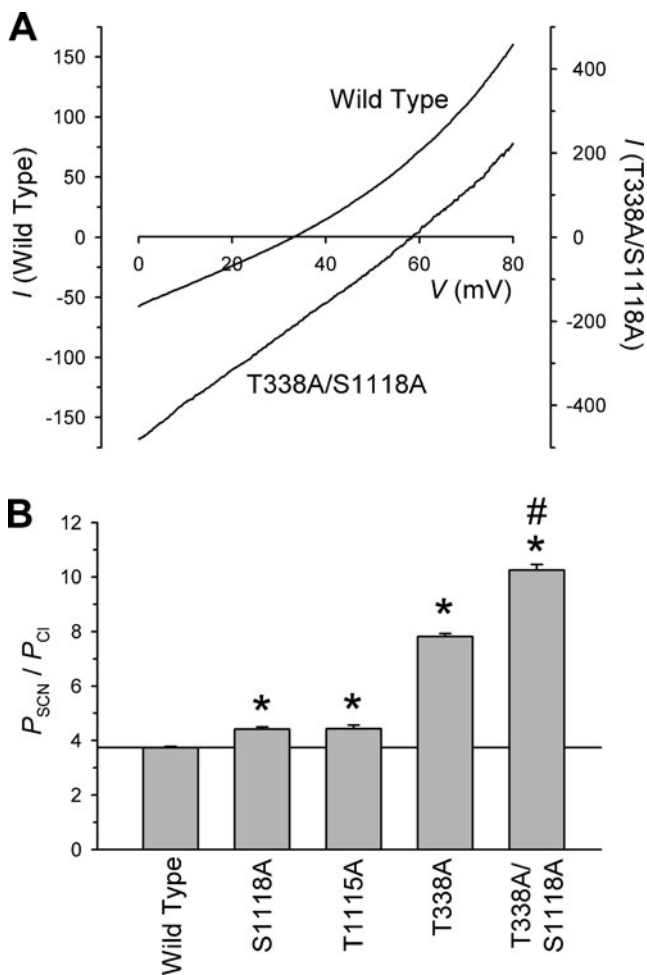 A
I (Wild Type)
150
100
50
0
-50
-100
-150
Wild Type
0
20
40
60
80
V (mV)
T338A/S1118A
400
200
0
-200
-400
I (T338A/S1118A)
B
P_SCN / P_Cl
12
10
8
6
4
2
0
*
*
*
#
*
Wild Type
S1118A
T1115A
T338A
T338A/
S1118A